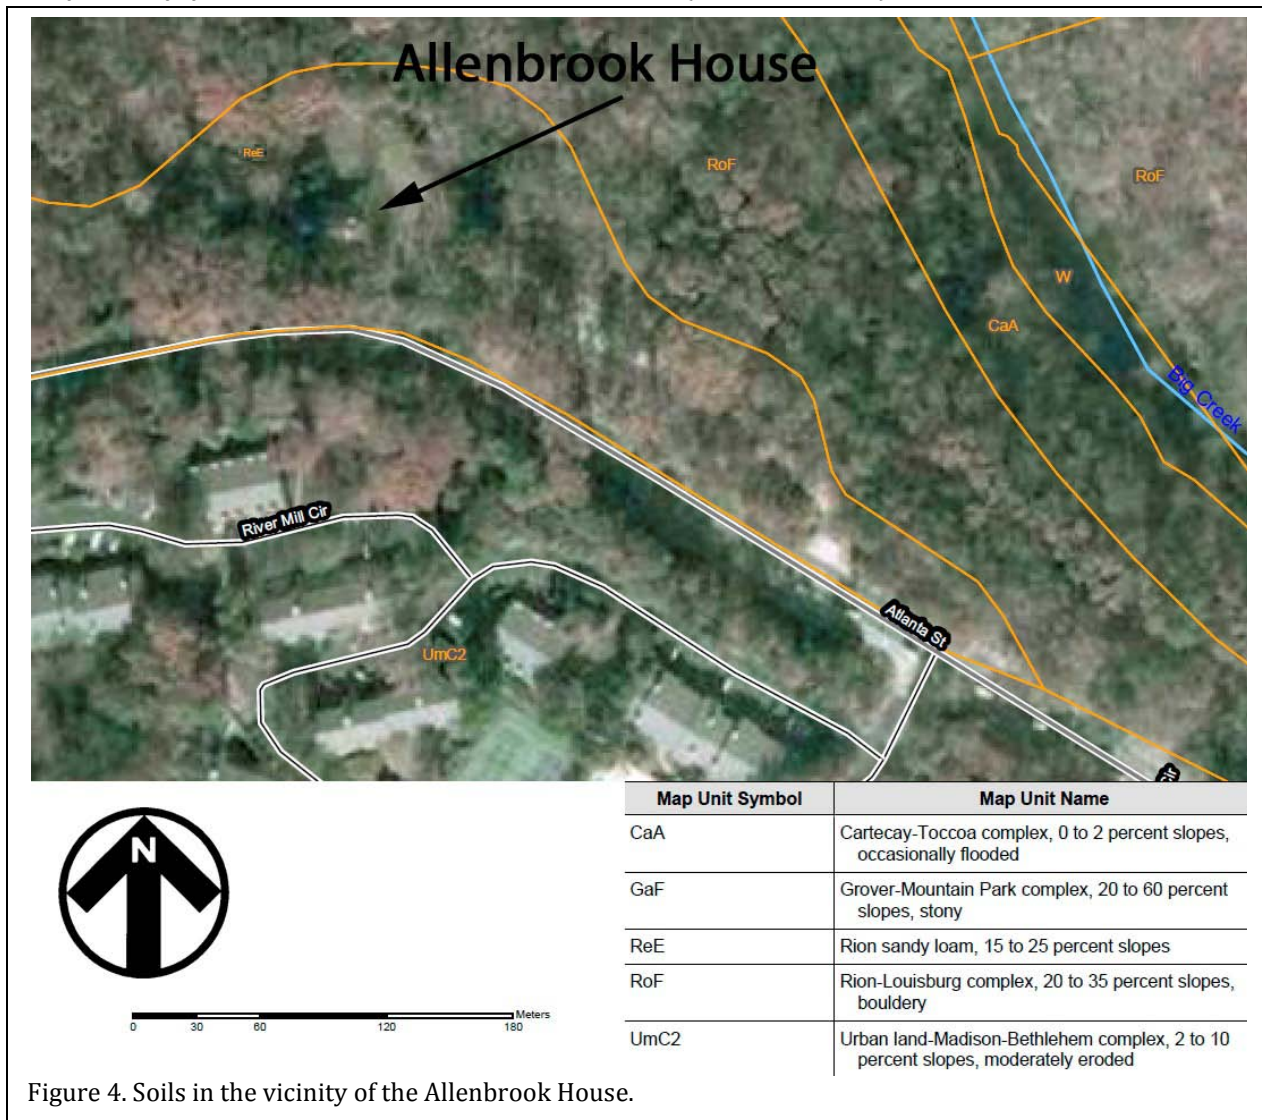 Allenbrook House
ReE
RoF
RoF
W
CaA
Big Creek
River Mill Cir
Atlanta St
UmC2
cir
N
Meters
0 30 60 120 180
Map Unit Symbol Map Unit Name
CaA Cartecay-Toccoa complex, 0 to 2 percent slopes,
occasionally flooded
GaF Grover-Mountain Park complex, 20 to 60 percent
slopes, stony
ReE Rion sandy loam, 15 to 25 percent slopes
RoF Rion-Louisburg complex, 20 to 35 percent slopes,
bouldery
UmC2 Urban land-Madison-Bethlehem complex, 2 to 10
percent slopes, moderately eroded
Figure 4. Soils in the vicinity of the Allenbrook House.